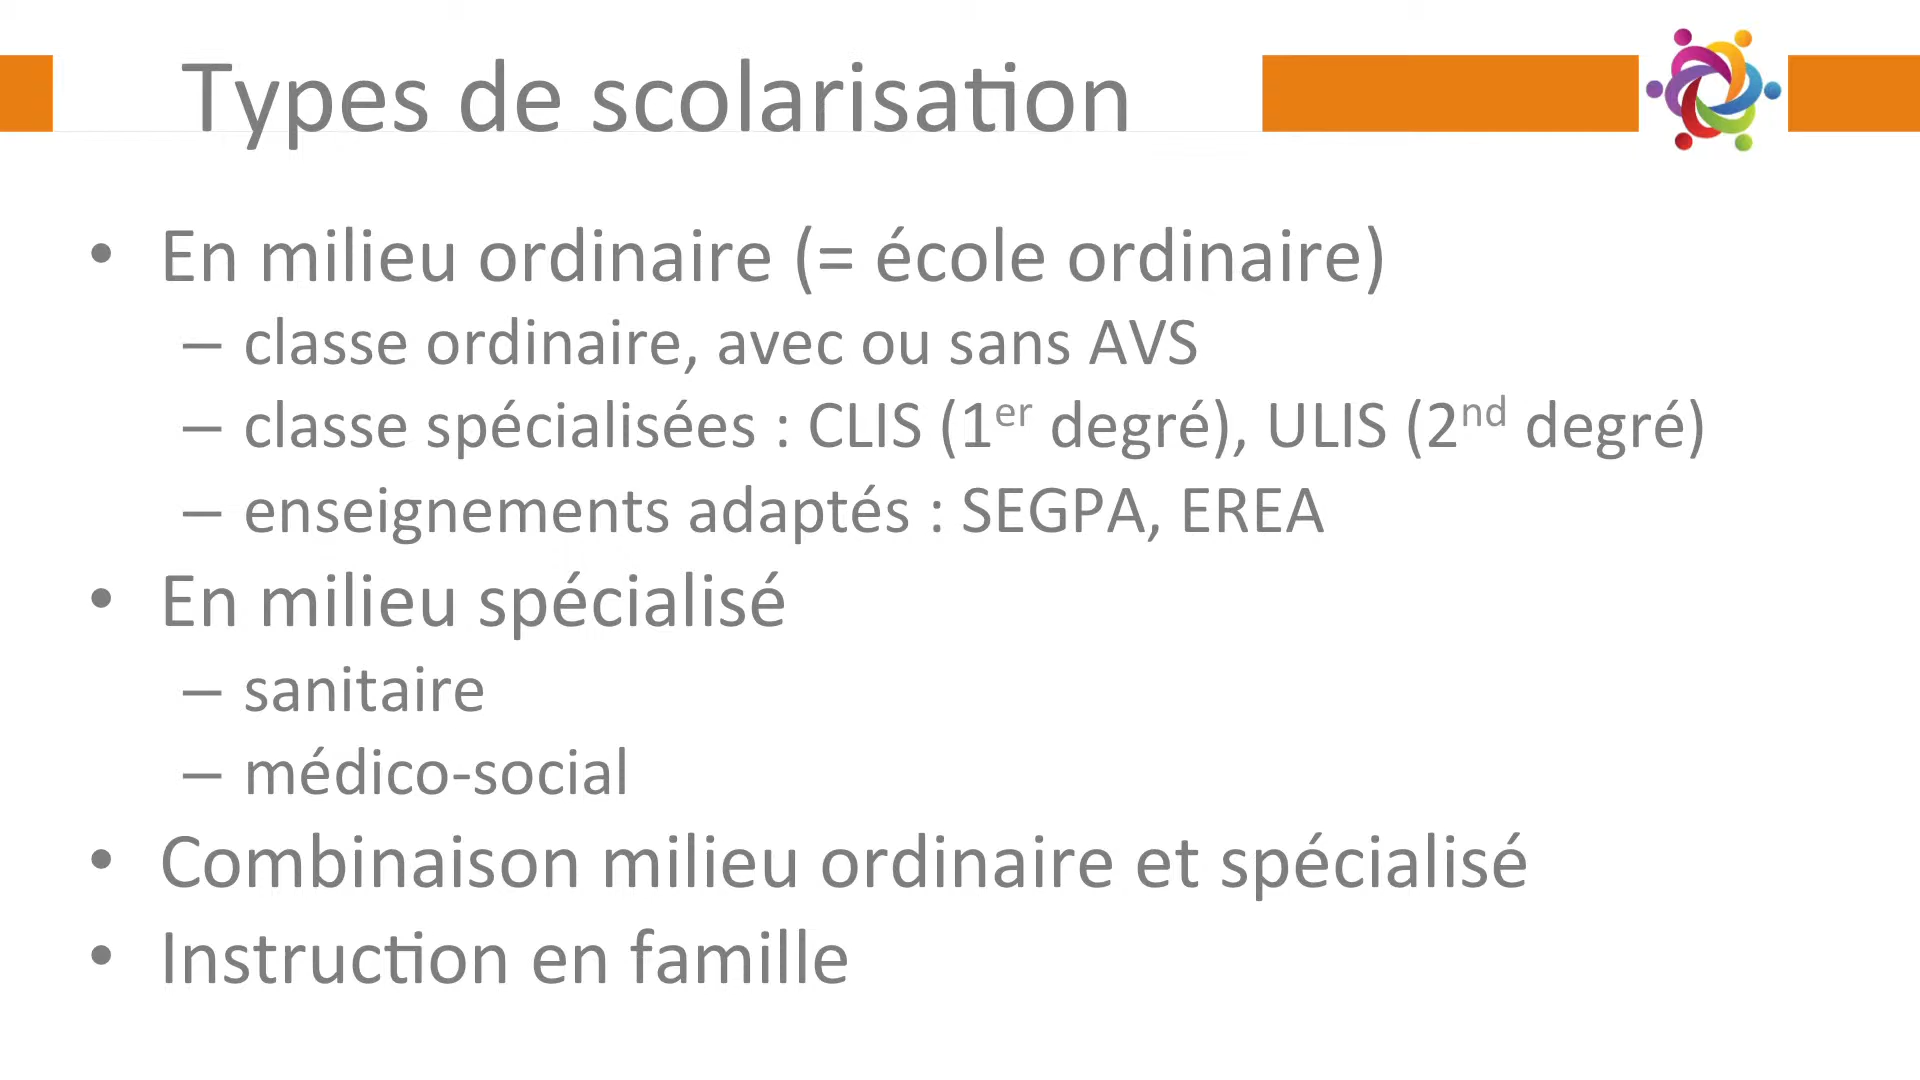 Types de scolarisation
• En milieu ordinaire (= école ordinaire)
– classe ordinaire, avec ou sans AVS
– classe spécialisées : CLIS (1er degré), ULIS (2nd degré)
– enseignements adaptés : SEGPA, EREA
• En milieu spécialisé
– sanitaire
– médico-social
• Combinaison milieu ordinaire et spécialisé
• Instruction en famille